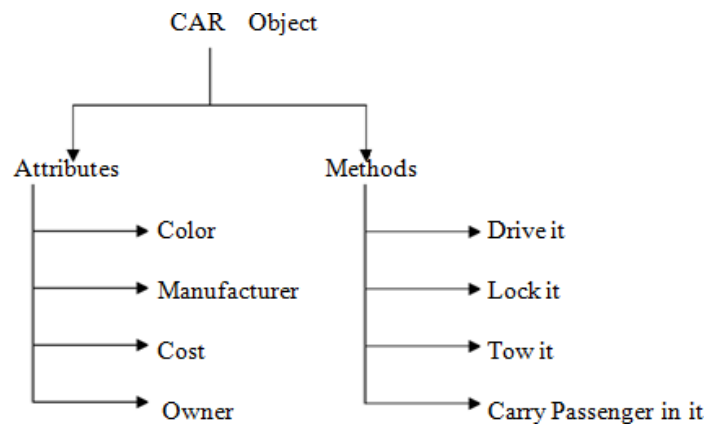 CAR Object
Attributes
Methods
Color
Manufacturer
Cost
Owner
Drive it
Lock it
Tow it
Carry Passenger in it